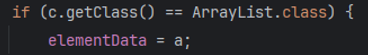 if (c.getClass() == ArrayList.class) {
elementData = a;